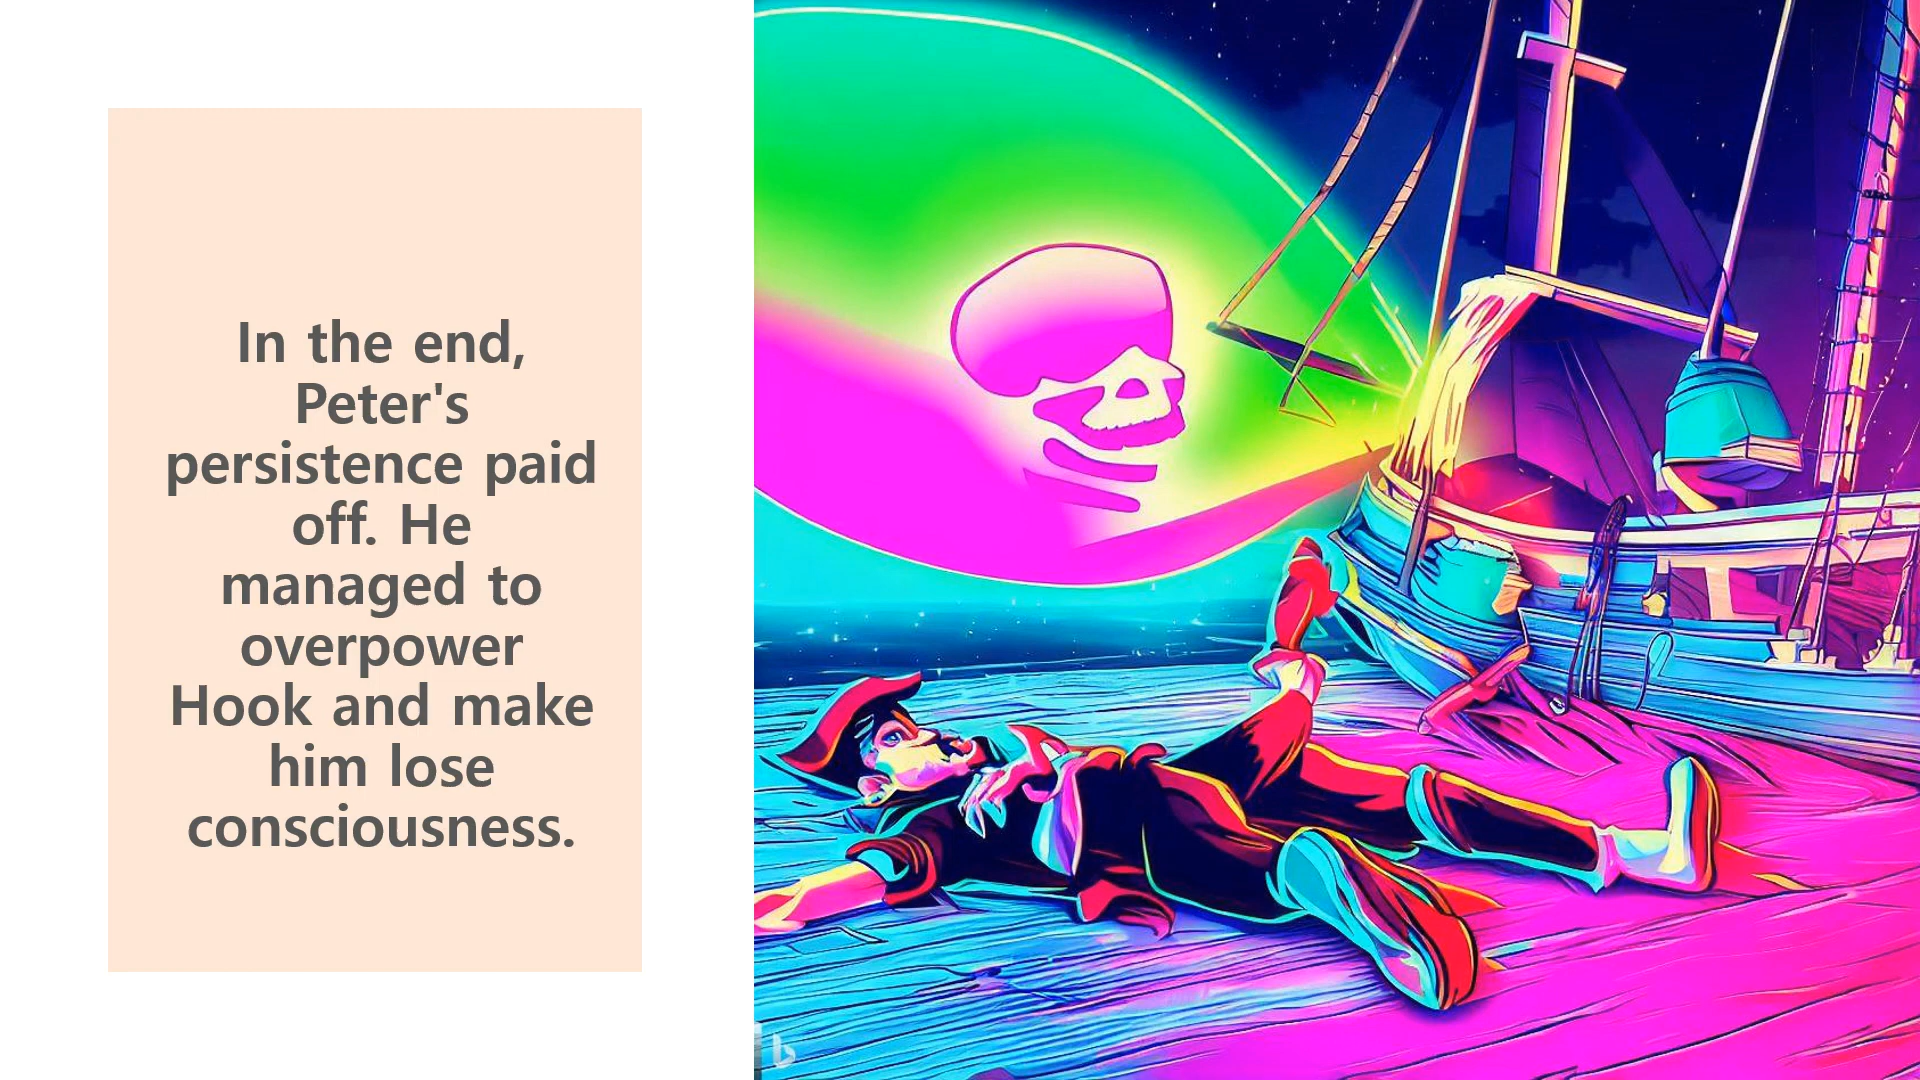 In the end,
Peter's
persistence paid
off. He
managed to
overpower
Hook and make
him lose
consciousness.